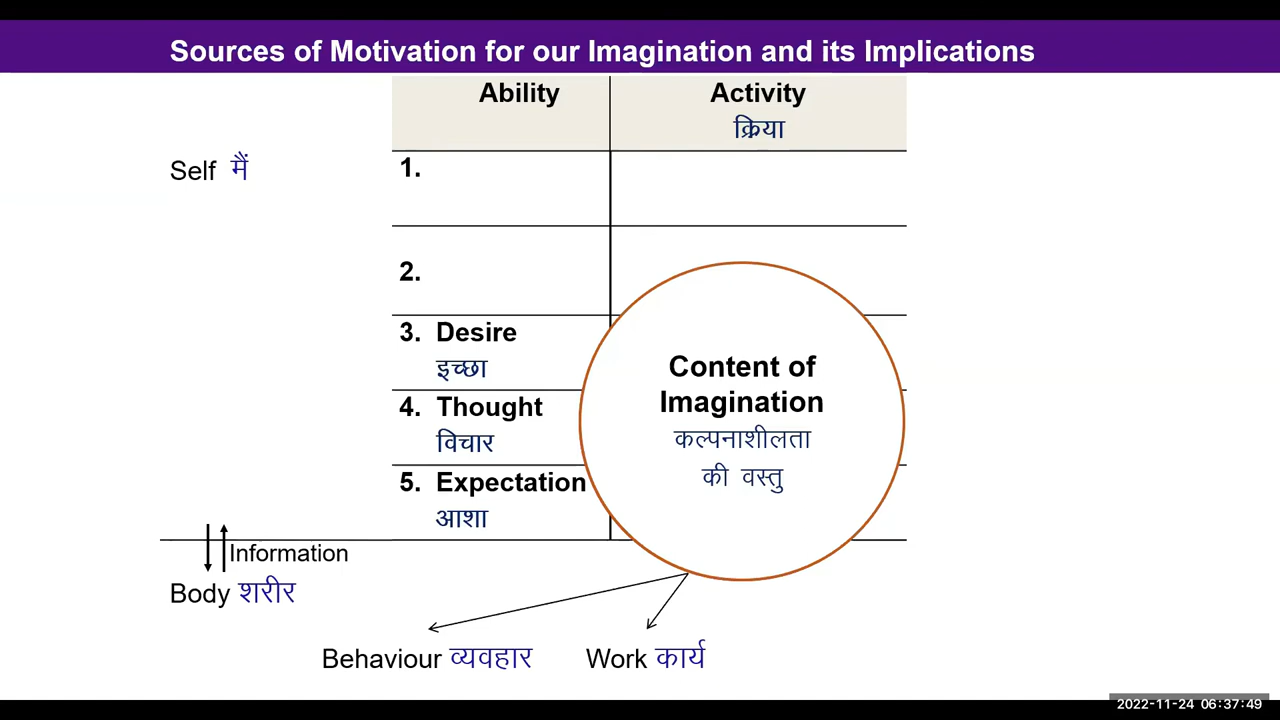 Sources of Motivation for our Imagination and its Implications
Ability Activity
क्रिया
Self मैं
1.
2.
3. Desire
इच्छा
4. Thought
विचार
5. Expectation
आशा
Content of
Imagination
कल्पनाशीलता
की वस्तु
Information
Body शरीर
Behaviour व्यवहार Work कार्य
2022-11-24 06:37:49